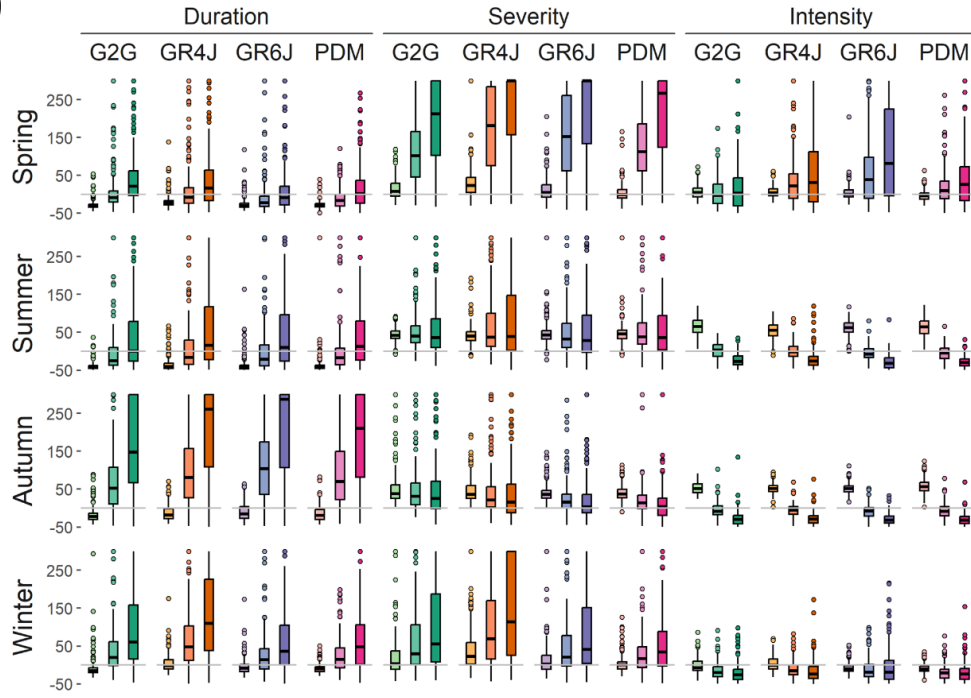 )
Duration Severity Intensity
G2G GR4J GR6J PDM G2G GR4J GR6J PDM G2G GR4J GR6J PDM
Spring
250
150
50
-50
Summer
250
150
50
-50
Autumn
250
150
50
-50
Winter
250
150
50
-50